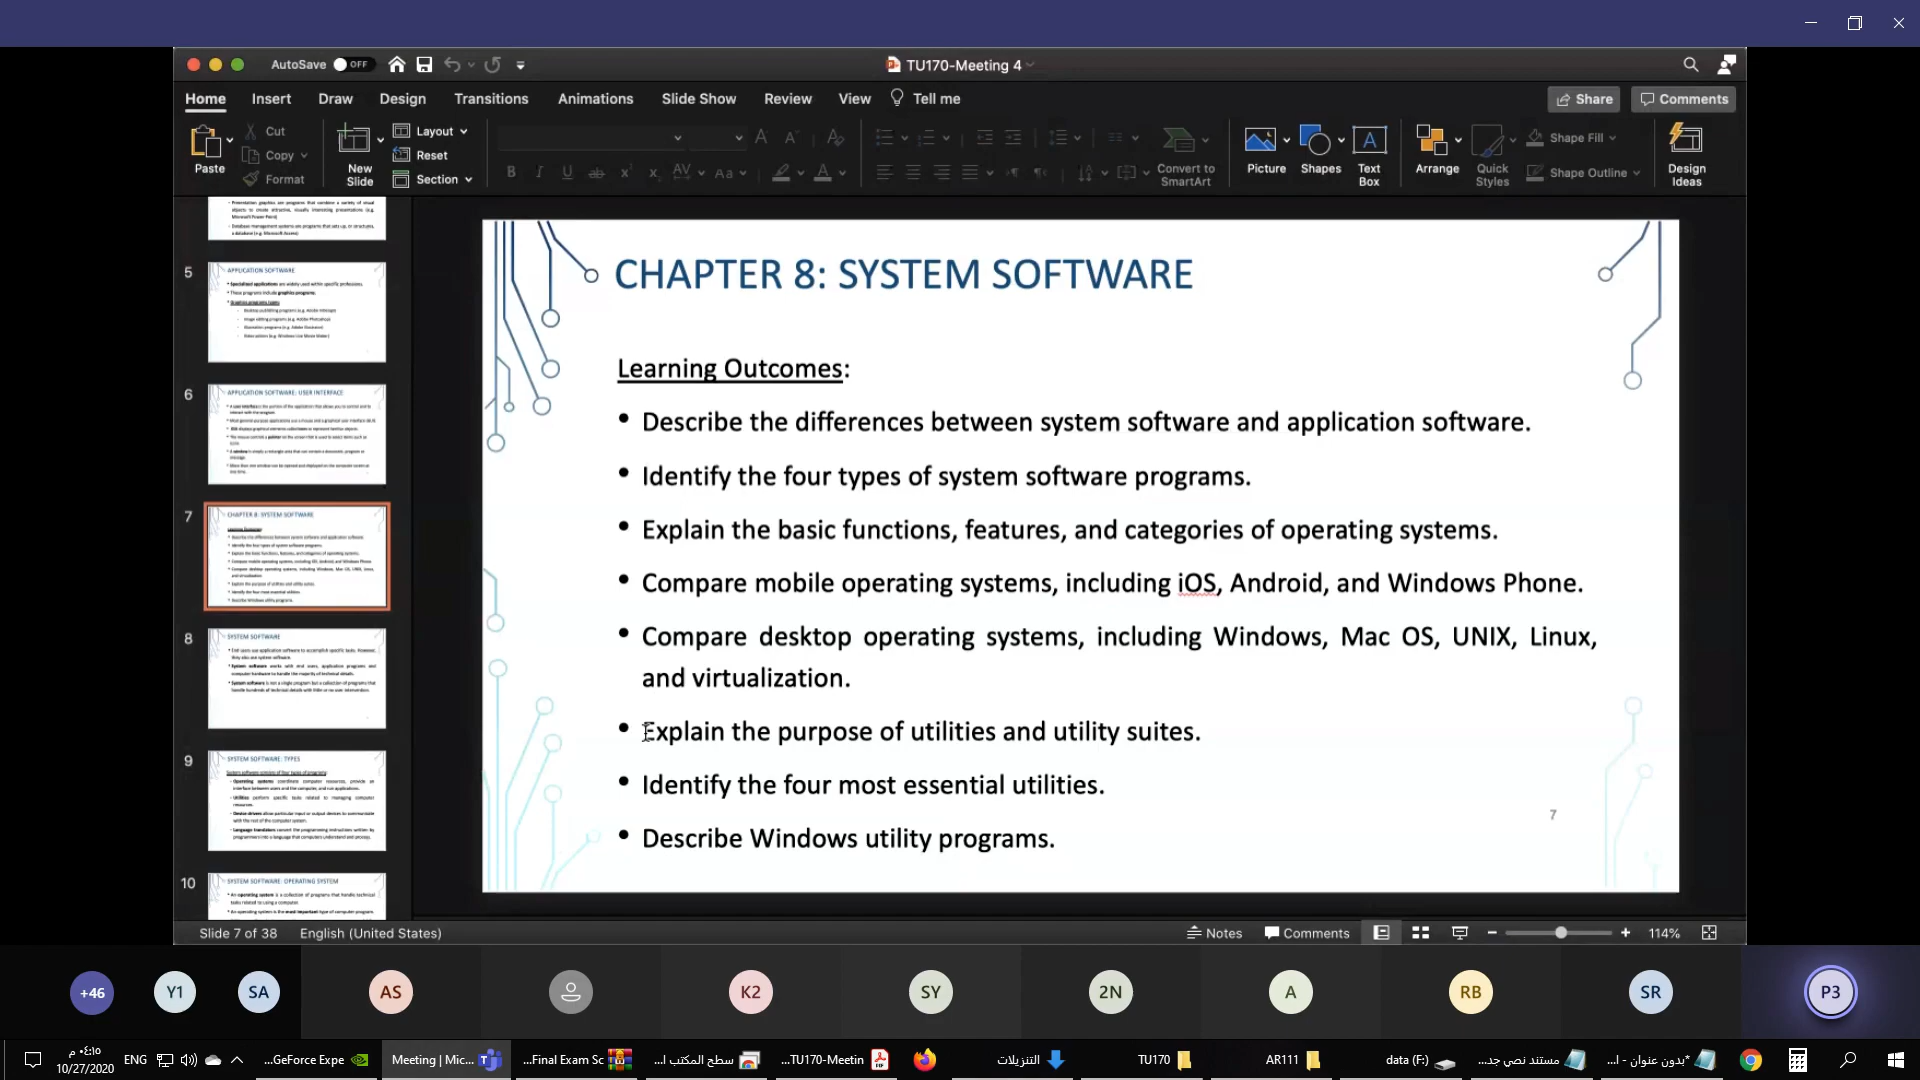 AutoSave OFF
TU170-Meeting 4
Home Insert Draw Design Transitions Animations Slide Show Review View Tell me
Share Comments
Paste
Cut
Copy
Format
New Slide
Layout
Reset
Section
Convert to SmartArt
Picture
Shapes
Text Box
Arrange
Quick Styles
Shape Fill
Shape Outline
Design Ideas
5
APPLICATION SOFTWARE
6
APPLICATION SOFTWARE: USER INTERFACE
7
CHAPTER 8: SYSTEM SOFTWARE
8
SYSTEM SOFTWARE
9
SYSTEM SOFTWARE: TYPES
10
SYSTEM SOFTWARE: OPERATING SYSTEM
CHAPTER 8: SYSTEM SOFTWARE
Learning Outcomes:
• Describe the differences between system software and application software.
• Identify the four types of system software programs.
• Explain the basic functions, features, and categories of operating systems.
• Compare mobile operating systems, including iOS, Android, and Windows Phone.
• Compare desktop operating systems, including Windows, Mac OS, UNIX, Linux,
and virtualization.
• Explain the purpose of utilities and utility suites.
• Identify the four most essential utilities.
• Describe Windows utility programs.
7
Slide 7 of 38 English (United States)
Notes Comments 114%
+46 Y1 SA AS K2 SY 2N A RB SR P3
٠٤:١٥ م
10/27/2020
ENG
...GeForce Expe
Meeting | Mic...
...Final Exam Sc
سطح المكتب ا...
...TU170-Meetin
التنزيلات
TU170
AR111
data (F:)
مستند نصي جد...
*بدون عنوان - ا...